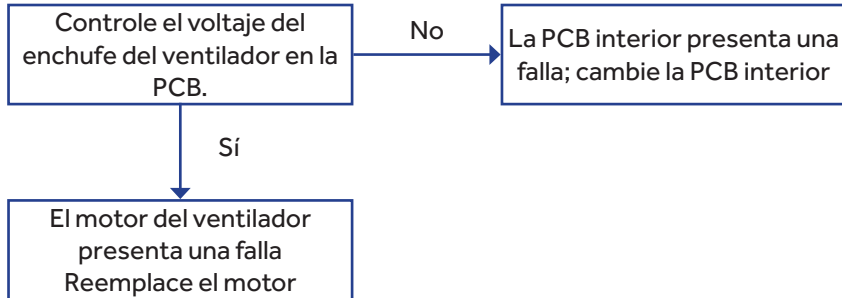 Controle el voltaje del
enchufe del ventilador en la
PCB.
No
La PCB interior presenta una
falla; cambie la PCB interior
Sí
El motor del ventilador
presenta una falla
Reemplace el motor